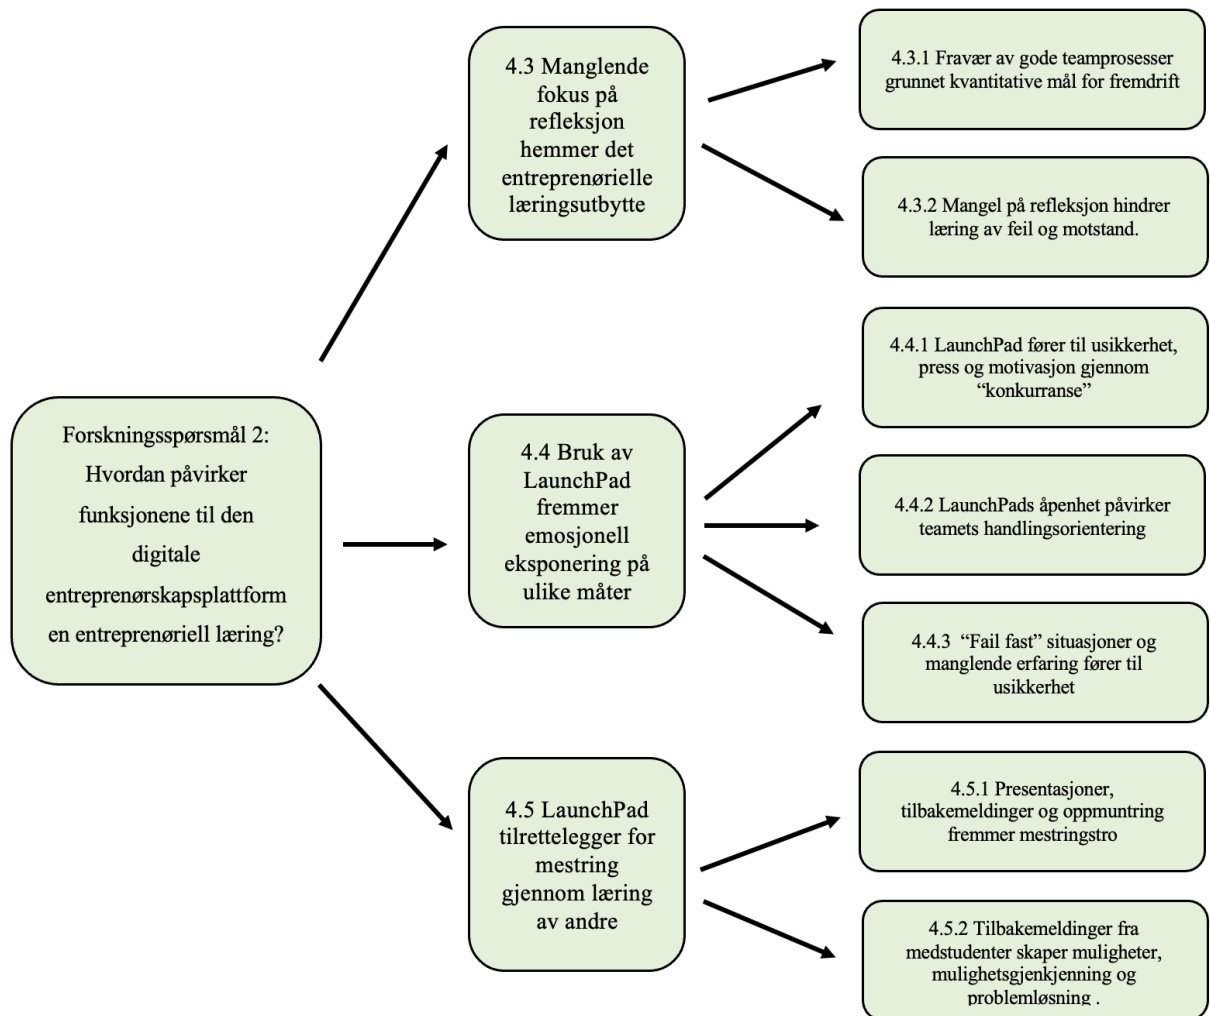 Forskningsspørsmål 2:
Hvordan påvirker
funksjonene til den
digitale
entreprenørskapsplattform
en entreprenøriell læring?
4.3 Manglende
fokus på
refleksjon
hemmer det
entreprenørielle
læringsutbytte
4.3.1 Fravær av gode teamprosesser
grunnet kvantitative mål for fremdrift
4.3.2 Mangel på refleksjon hindrer
læring av feil og motstand.
4.4 Bruk av
LaunchPad
fremmer
emosjonell
eksponering på
ulike måter
4.4.1 LaunchPad fører til usikkerhet,
press og motivasjon gjennom
“konkurranse”
4.4.2 LaunchPads åpenhet påvirker
teamets handlingsorientering
4.4.3 “Fail fast” situasjoner og
manglende erfaring fører til
usikkerhet
4.5 LaunchPad
tilrettelegger for
mestring
gjennom læring
av andre
4.5.1 Presentasjoner,
tilbakemeldinger og oppmuntring
fremmer mestringstro
4.5.2 Tilbakemeldinger fra
medstudenter skaper muligheter,
mulighetsgjenkjenning og
problemløsning .